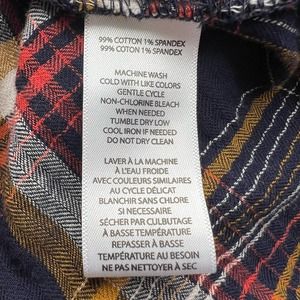 99% COTTON 1% SPANDEX
99% COTON 1% SPANDEX
MACHINE WASH
COLD WITH LIKE COLORS
GENTLE CYCLE
NON-CHLORINE BLEACH
WHEN NEEDED
TUMBLE DRY LOW
COOL IRON IF NEEDED
DO NOT DRY CLEAN
LAVER À LA MACHINE
À L'EAU FROIDE
AVEC COULEURS SIMILAIRES
AU CYCLE DÉLICAT
BLANCHIR SANS CHLORE
SI NECESSAIRE
SÉCHER PAR CULBUTAGE
À BASSE TEMPÉRATURE
REPASSER À BASSE
TEMPÉRATURE AU BESOIN
NE PAS NETTOYER À SEC